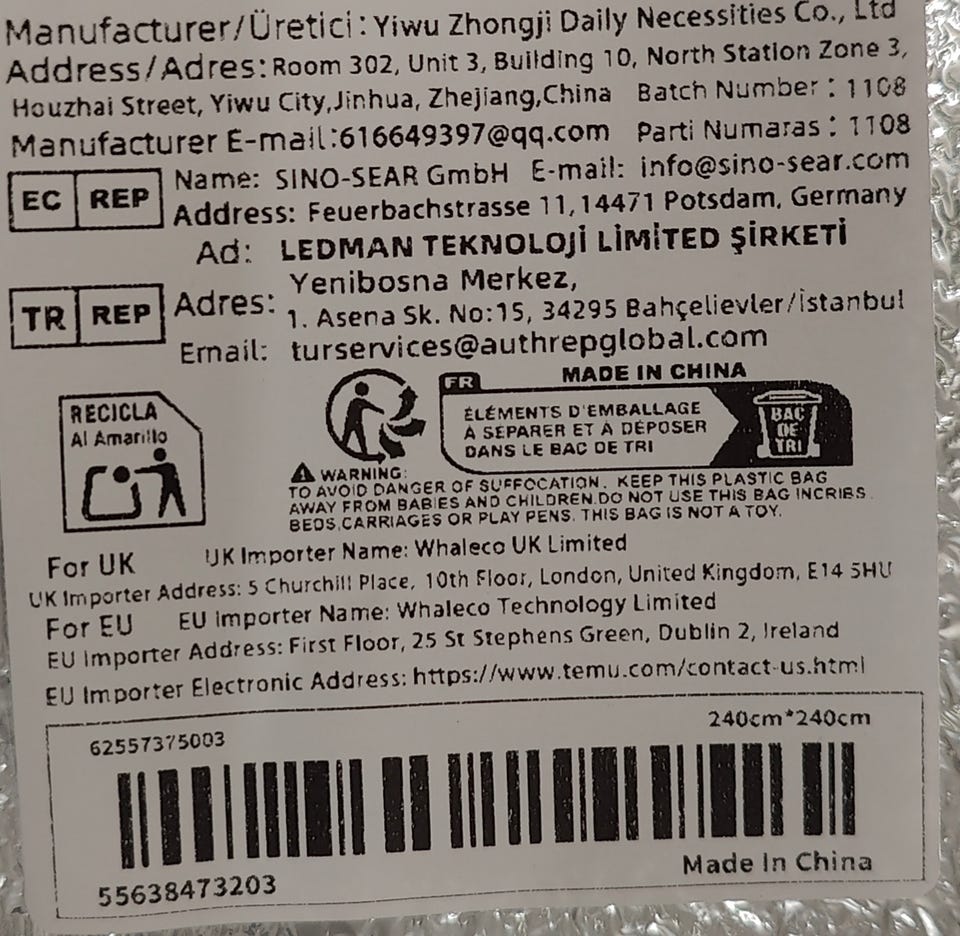 Manufacturer/Üretici: Yiwu Zhongji Daily Necessities Co., Ltd
Address/Adres: Room 302, Unit 3, Building 10, North Station Zone 3,
Houzhai Street, Yiwu City,Jinhua, Zhejiang,China Batch Number: 1108
Manufacturer E-mail:616649397@qq.com Parti Numaras: 1108
EC REP Name: SINO-SEAR GmbH E-mail: info@sino-sear.com
Address: Feuerbachstrasse 11,14471 Potsdam, Germany
Ad: LEDMAN TEKNOLOJİ LİMİTED ŞİRKETİ
TR REP Adres: Yenibosna Merkez,
1. Asena Sk. No:15, 34295 Bahçelievler/İstanbul
Email: turservices@authrepglobal.com
MADE IN CHINA
RECICLA
Al Amarillo
FR
ÉLÉMENTS D'EMBALLAGE
À SÉPARER ET À DÉPOSER
DANS LE BAC DE TRI
BAC
DE
TRI
WARNING:
TO AVOID DANGER OF SUFFOCATION. KEEP THIS PLASTIC BAG
AWAY FROM BABIES AND CHILDREN.DO NOT USE THIS BAG INCRIBS.
BEDS,CARRIAGES OR PLAY PENS. THIS BAG IS NOT A TOY.
For UK UK Importer Name: Whaleco UK Limited
UK Importer Address: 5 Churchill Place, 10th Floor, London, United Kingdom, E14 5HU
For EU EU Importer Name: Whaleco Technology Limited
EU Importer Address: First Floor, 25 St Stephens Green, Dublin 2, Ireland
EU Importer Electronic Address: https://www.temu.com/contact-us.html
62557375003 240cm*240cm
55638473203 Made In China